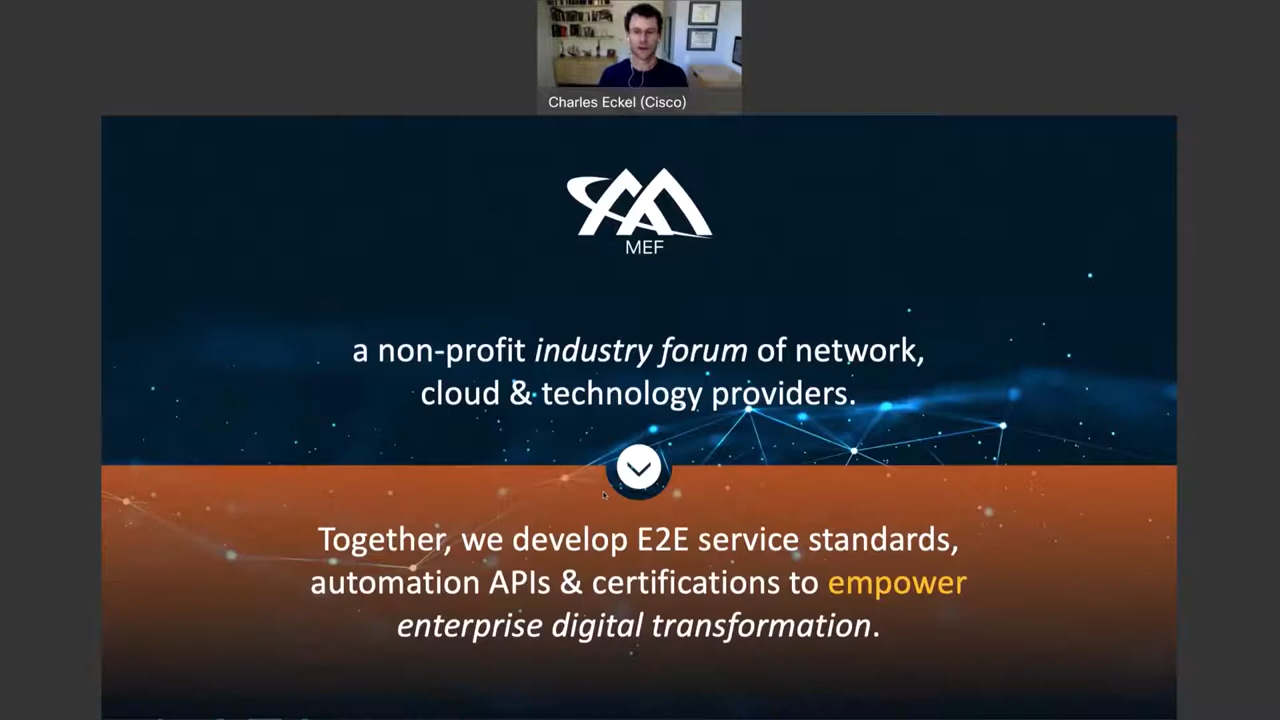 Charles Eckel (Cisco)
MEF
a non-profit industry forum of network,
cloud & technology providers.
Together, we develop E2E service standards,
automation APIs & certifications to empower
enterprise digital transformation.